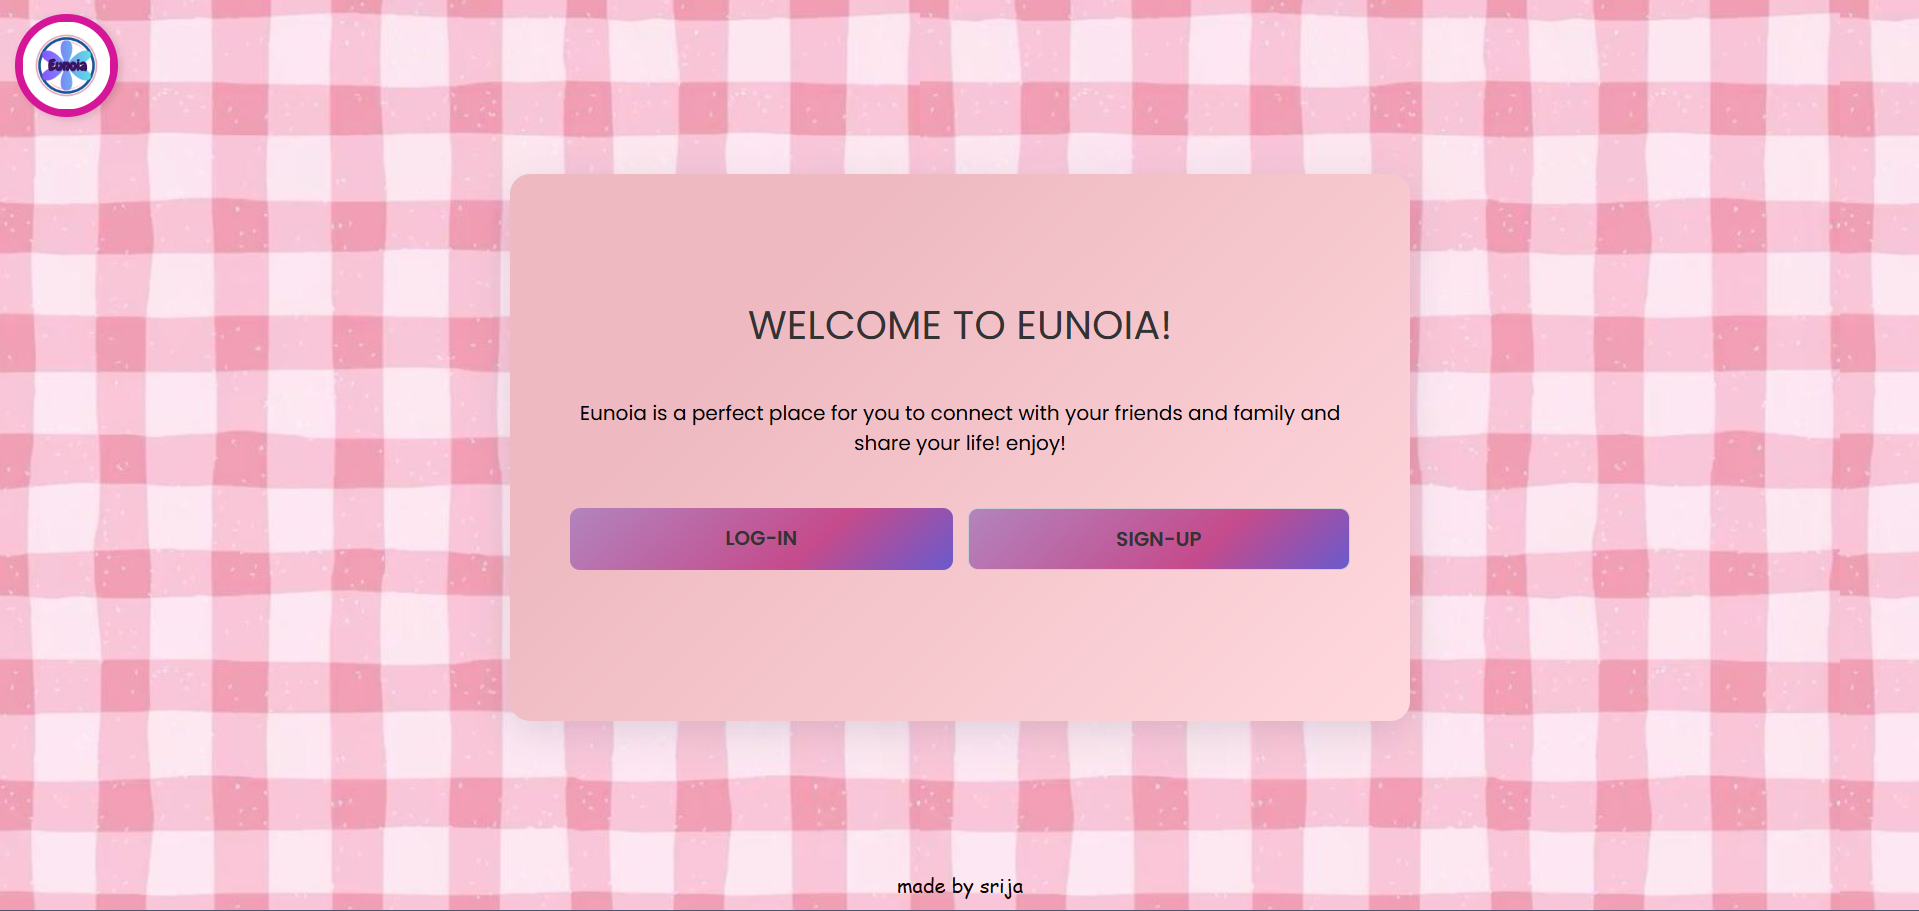 Eunoia
WELCOME TO EUNOIA!
Eunoia is a perfect place for you to connect with your friends and family and
share your life! enjoy!
LOG-IN
SIGN-UP
made by srija